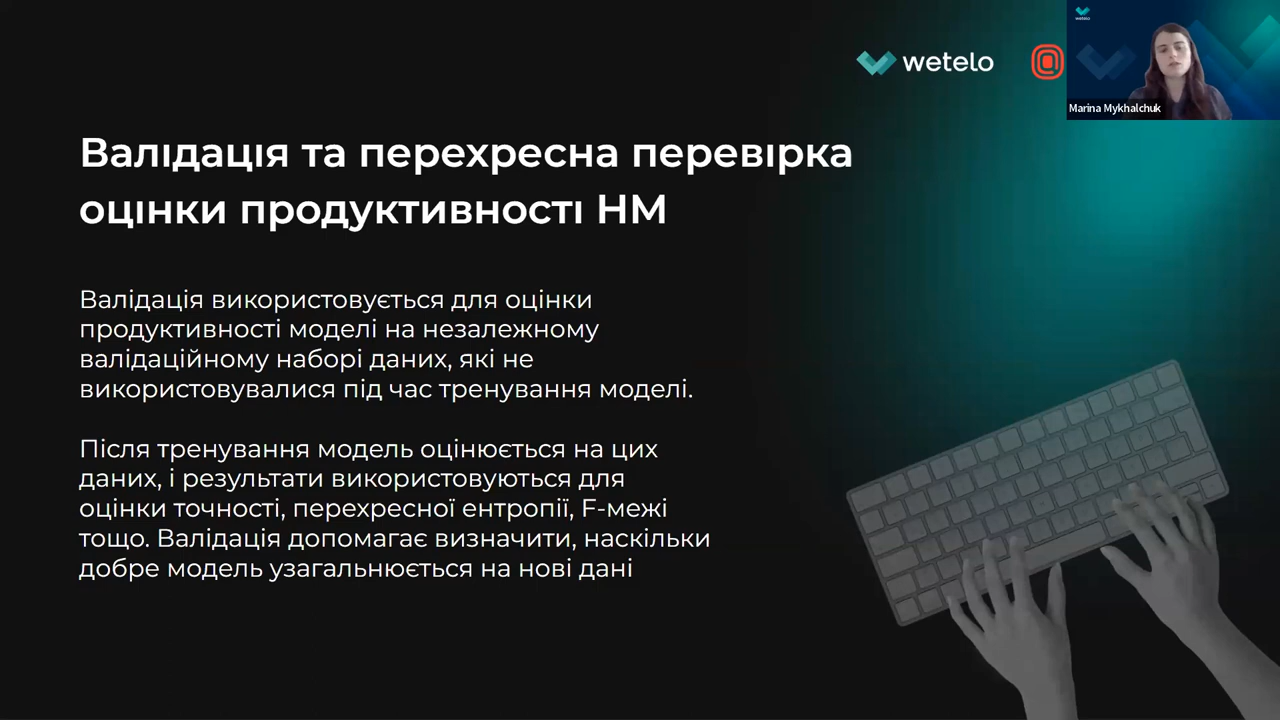 wetelo
wetelo
Marina Mykhalchuk
Валідація та перехресна перевірка
оцінки продуктивності НМ
Валідація використовується для оцінки
продуктивності моделі на незалежному
валідаційному наборі даних, які не
використовувалися під час тренування моделі.
Після тренування модель оцінюється на цих
даних, і результати використовуються для
оцінки точності, перехресної ентропії, F-межі
тощо. Валідація допомагає визначити, наскільки
добре модель узагальнюється на нові дані